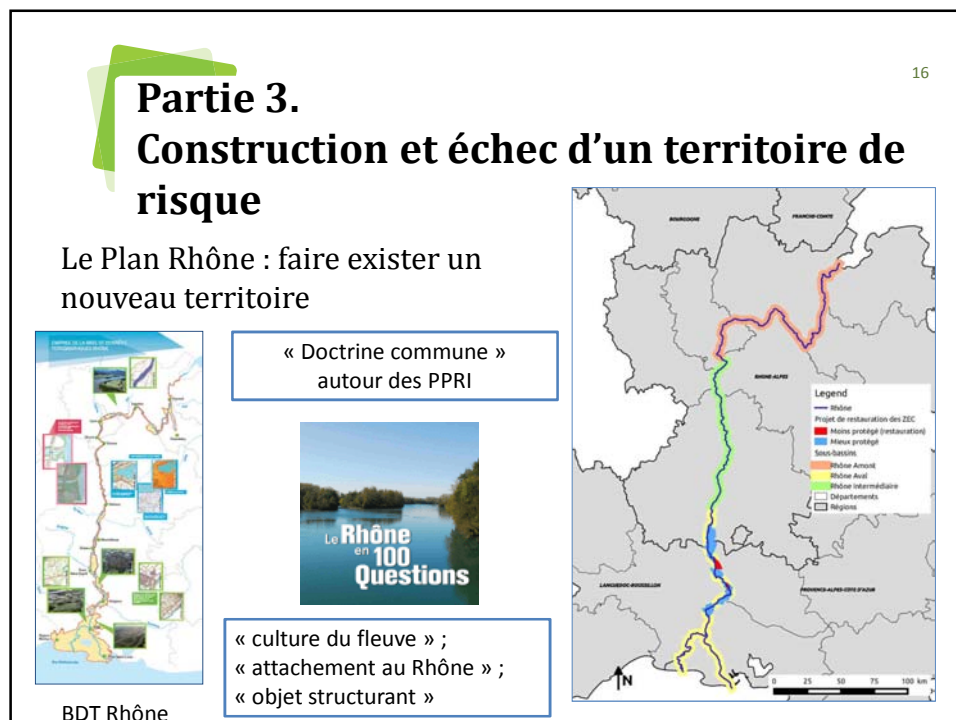 16
Partie 3.
Construction et échec d’un territoire de
risque
Le Plan Rhône : faire exister un
nouveau territoire
« Doctrine commune »
autour des PPRI
Le Rhône
en 100
Questions
« culture du fleuve » ;
« attachement au Rhône » ;
« objet structurant »
BDT Rhône
BOURGOGNE
FRANCHE-COMTE
RHONE-ALPES
LANGUEDOC-ROUSSILLON
PROVENCE-ALPES-CÔTE D'AZUR
Legend
Rhône
Projet de restauration des ZEC
Moins protégé (restauration)
Mieux protégé
Sous-bassins
Rhône Amont
Rhône Aval
Rhône Intermédiaire
Départements
Régions
N
0 25 50 75 100 km